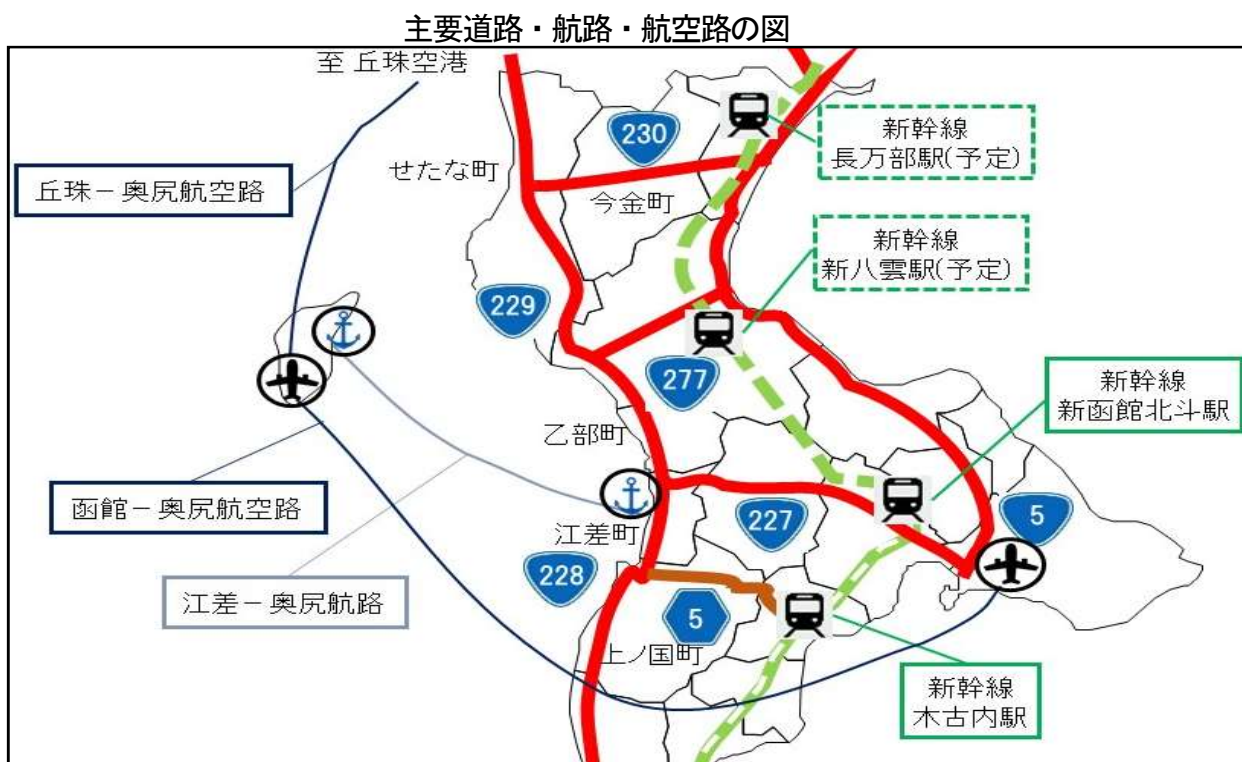 主要道路・航路・航空路の図
至 丘珠空港
230
新幹線
長万部駅(予定)
せたな町
丘珠－奥尻航空路
今金町
新幹線
新八雲駅(予定)
229
277
新幹線
新函館北斗駅
乙部町
函館－奥尻航空路
227
5
江差町
228
江差－奥尻航路
5
上ノ国町
新幹線
木古内駅